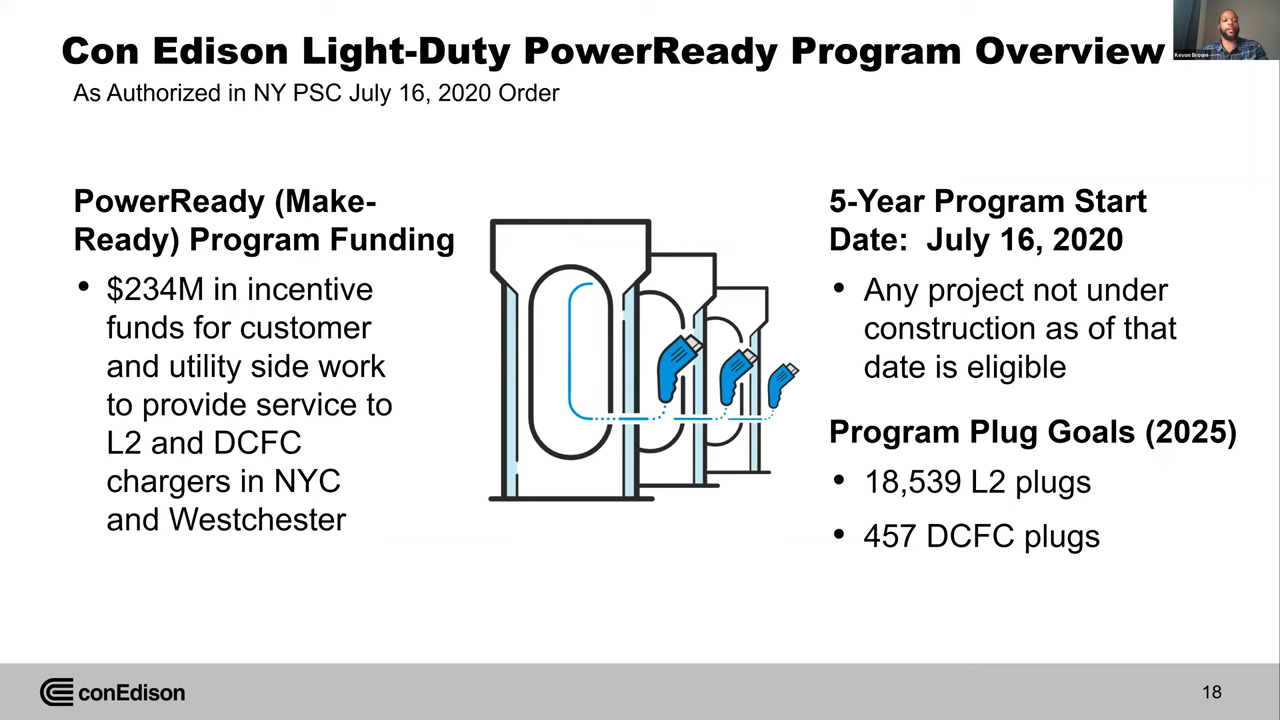 Con Edison Light-Duty PowerReady Program Overview
As Authorized in NY PSC July 16, 2020 Order
Kevon Brown
PowerReady (Make-
Ready) Program Funding
• $234M in incentive
funds for customer
and utility side work
to provide service to
L2 and DCFC
chargers in NYC
and Westchester
5-Year Program Start
Date: July 16, 2020
• Any project not under
construction as of that
date is eligible
Program Plug Goals (2025)
• 18,539 L2 plugs
• 457 DCFC plugs
conEdison
18